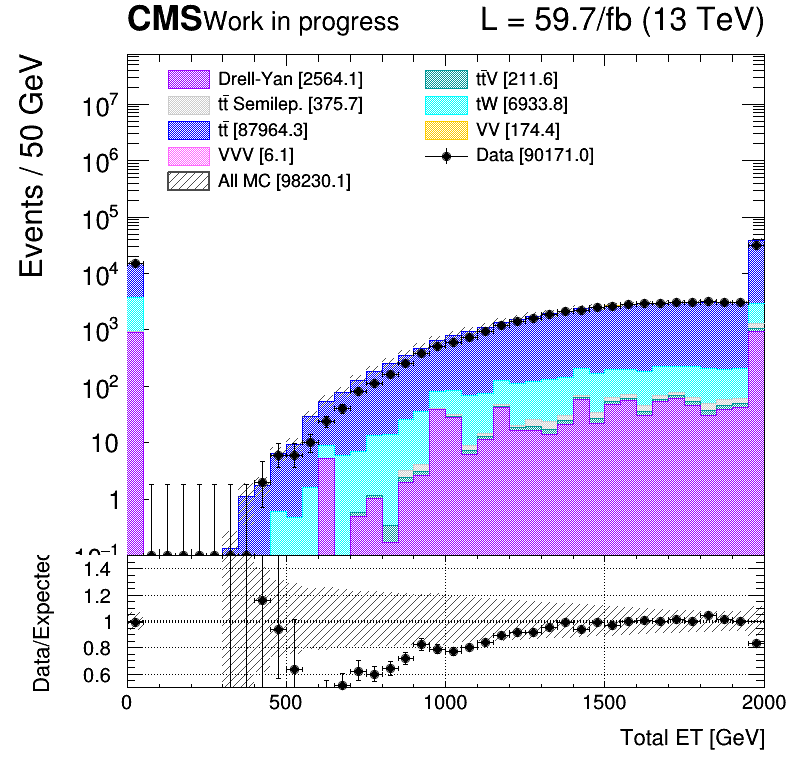 CMS Work in progress L = 59.7/fb (13 TeV)
Events / 50 GeV
Drell-Yan [2564.1] tt̄V [211.6]
tt̄ Semilep. [375.7] tW [6933.8]
tt̄ [87964.3] VV [174.4]
VVV [6.1] Data [90171.0]
All MC [98230.1]
10⁷
10⁶
10⁵
10⁴
10³
10²
10
1
10⁻¹
Data/Expected
1.4
1.2
1
0.8
0.6
0 500 1000 1500 2000
Total ET [GeV]